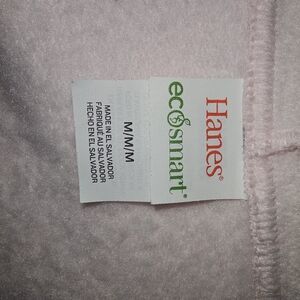 Hanes®
ecosmart®
M/M/M
MADE IN EL SALVADOR
FABRIQUÉ AU SALVADOR
HECHO EN EL SALVADOR